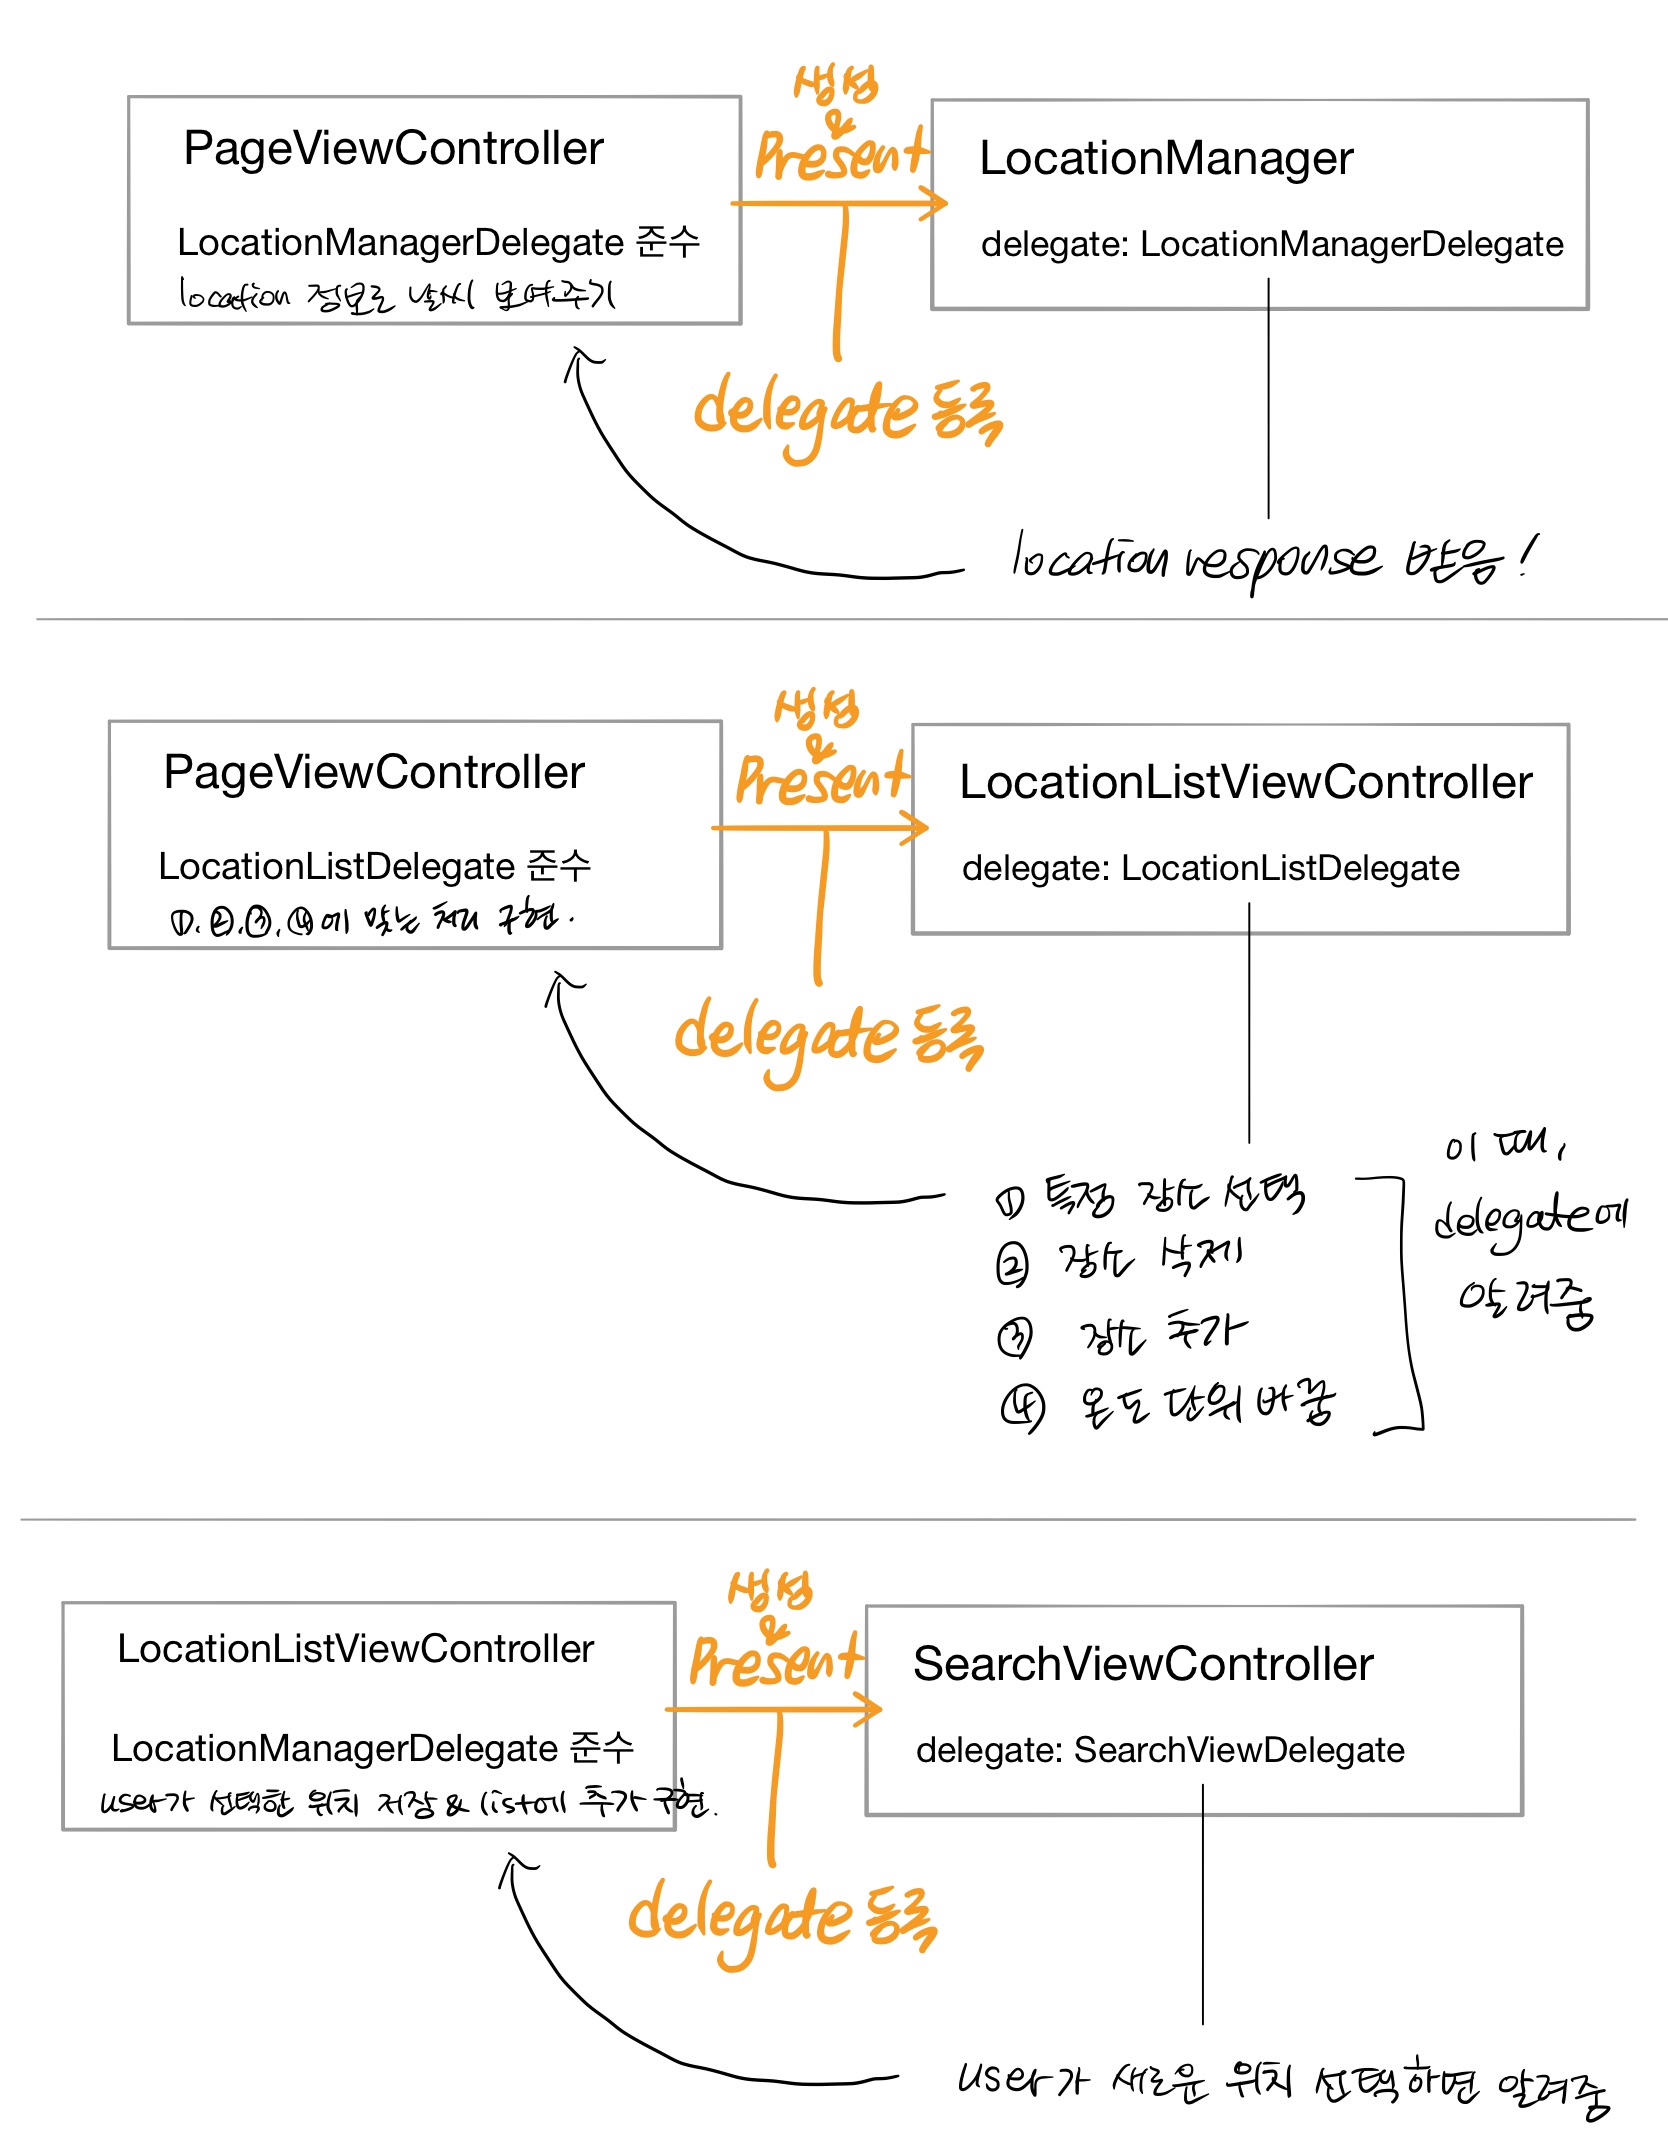 생성
&
Present
PageViewController
LocationManagerDelegate 준수
location 정보로 날씨 보여주기
LocationManager
delegate: LocationManagerDelegate
delegate 등록
location response 받음!
생성
&
Present
PageViewController
LocationListDelegate 준수
①.②.③.④에 맞는 처리 구현.
LocationListViewController
delegate: LocationListDelegate
delegate 등록
① 특정 장소 선택
② 장소 삭제
③ 장소 추가
④ 온도 단위 바꿈
이 때,
delegate에
알려줌
생성
&
Present
LocationListViewController
LocationManagerDelegate 준수
user가 선택한 위치 저장 & list에 추가 구현.
SearchViewController
delegate: SearchViewDelegate
delegate 등록
user가 새로운 위치 선택하면 알려줌